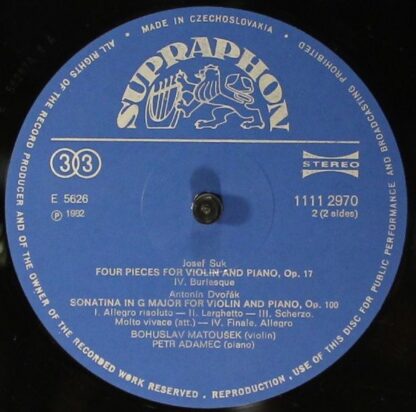 • MADE IN CZECHOSLOVAKIA •
ALL RIGHTS OF THE RECORD PRODUCER AND OF THE OWNER OF THE RECORDED WORK RESERVED • REPRODUCTION, USE OF THIS DISC FOR PUBLIC PERFORMANCE AND BROADCASTING PROHIBITED
SUPRAPHON
33
STEREO
E 5626
1111 2970
Ⓟ 1982
2 (2 sides)
Josef Suk
FOUR PIECES FOR VIOLIN AND PIANO, Op. 17
IV. Burlesque
Antonín Dvořák
SONATINA IN G MAJOR FOR VIOLIN AND PIANO, Op. 100
I. Allegro risoluto — II. Larghetto — III. Scherzo.
Molto vivace (att.) — IV. Finale. Allegro
BOHUSLAV MATOUŠEK (violin)
PETR ADAMEC (piano)